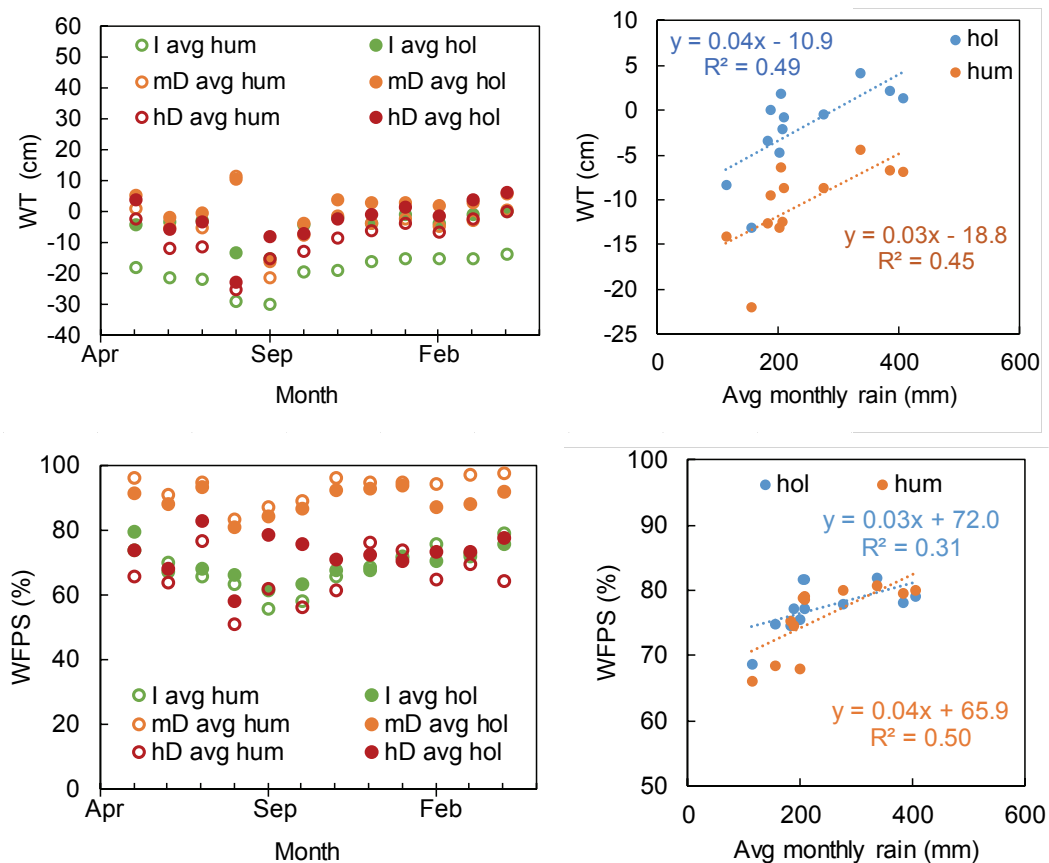 60
50
40
30
20
10
0
-10
-20
-30
-40
WT (cm)
I avg hum
I avg hol
mD avg hum
mD avg hol
hD avg hum
hD avg hol
Apr
Sep
Feb
Month
10
5
0
-5
-10
-15
-20
-25
WT (cm)
y = 0.04x - 10.9
R² = 0.49
hol
hum
y = 0.03x - 18.8
R² = 0.45
0
200
400
600
Avg monthly rain (mm)
100
80
60
40
20
0
WFPS (%)
I avg hum
I avg hol
mD avg hum
mD avg hol
hD avg hum
hD avg hol
Apr
Sep
Feb
Month
100
90
80
70
60
50
WFPS (%)
hol
hum
y = 0.03x + 72.0
R² = 0.31
y = 0.04x + 65.9
R² = 0.50
0
200
400
600
Avg monthly rain (mm)